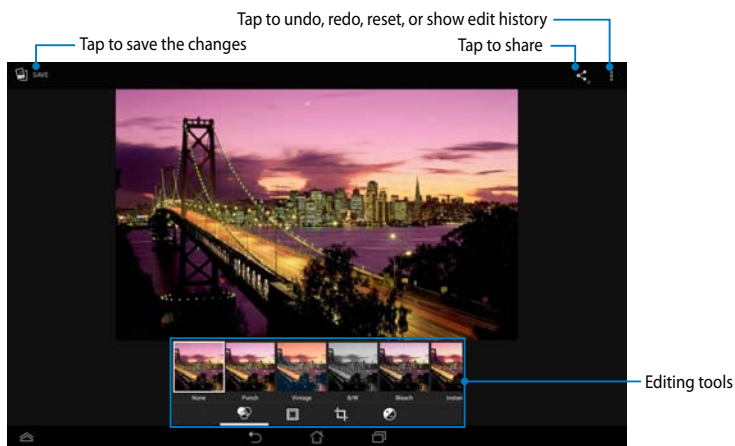 Tap to undo, redo, reset, or show edit history
Tap to save the changes
Tap to share
SAVE
None Punch Vintage B/W Bleach Instan
Editing tools